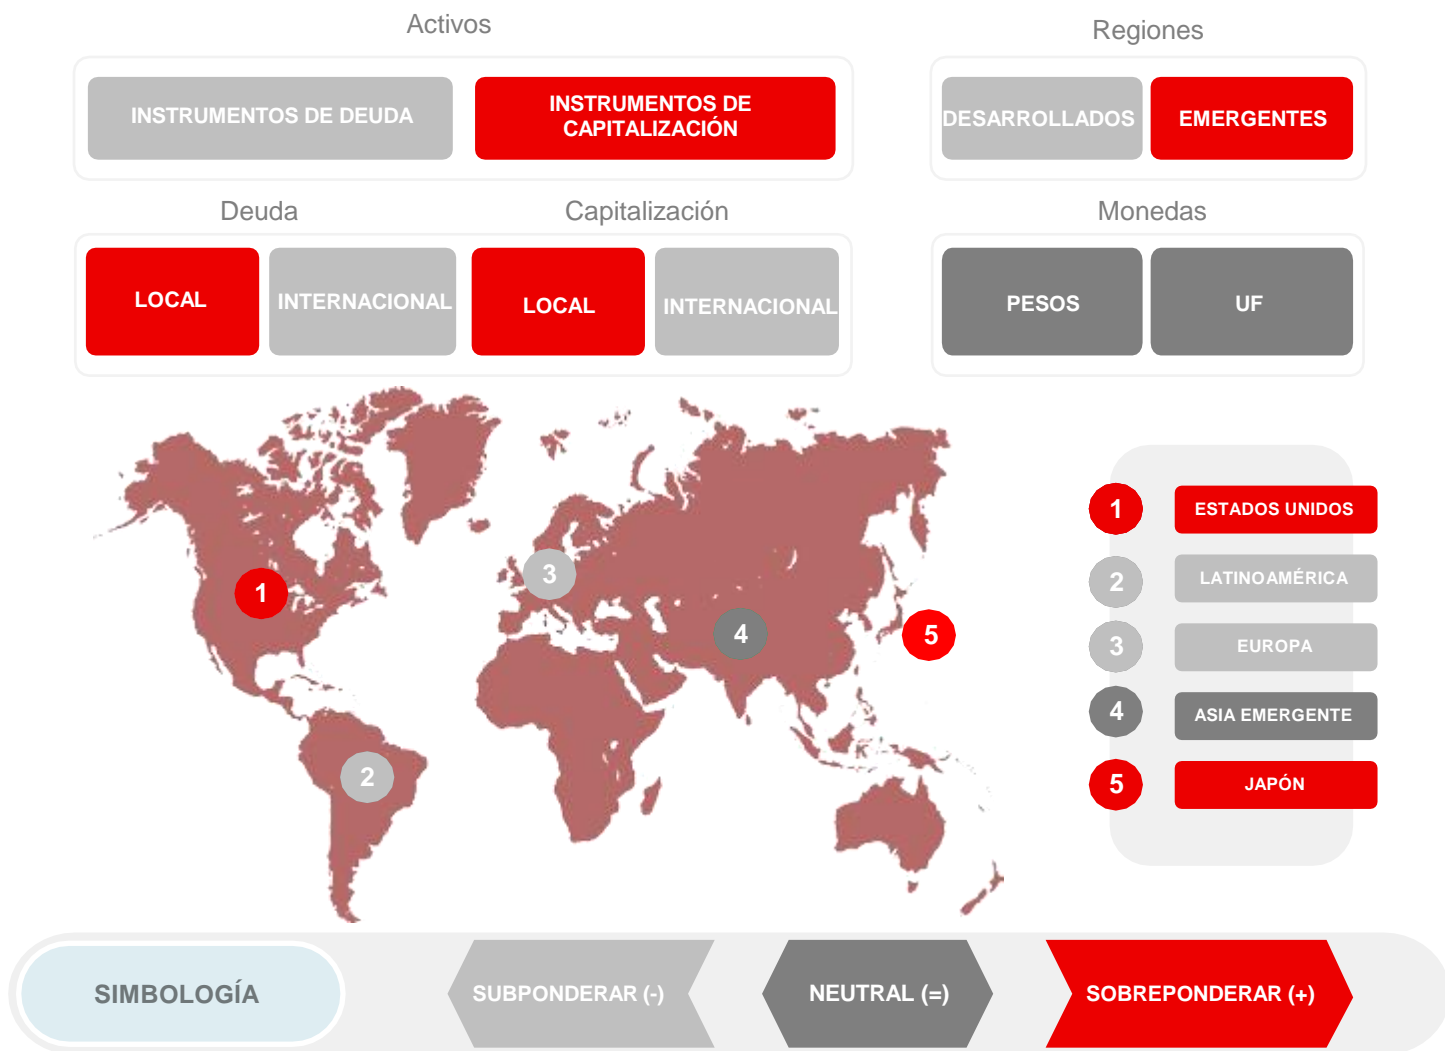 Activos
Regiones
INSTRUMENTOS DE DEUDA
INSTRUMENTOS DE
CAPITALIZACIÓN
DESARROLLADOS
EMERGENTES
Deuda
Capitalización
Monedas
LOCAL
INTERNACIONAL
LOCAL
INTERNACIONAL
PESOS
UF
1
2
3
4
5
1
ESTADOS UNIDOS
2
LATINOAMÉRICA
3
EUROPA
4
ASIA EMERGENTE
5
JAPÓN
SIMBOLOGÍA
SUBPONDERAR (-)
NEUTRAL (=)
SOBREPONDERAR (+)